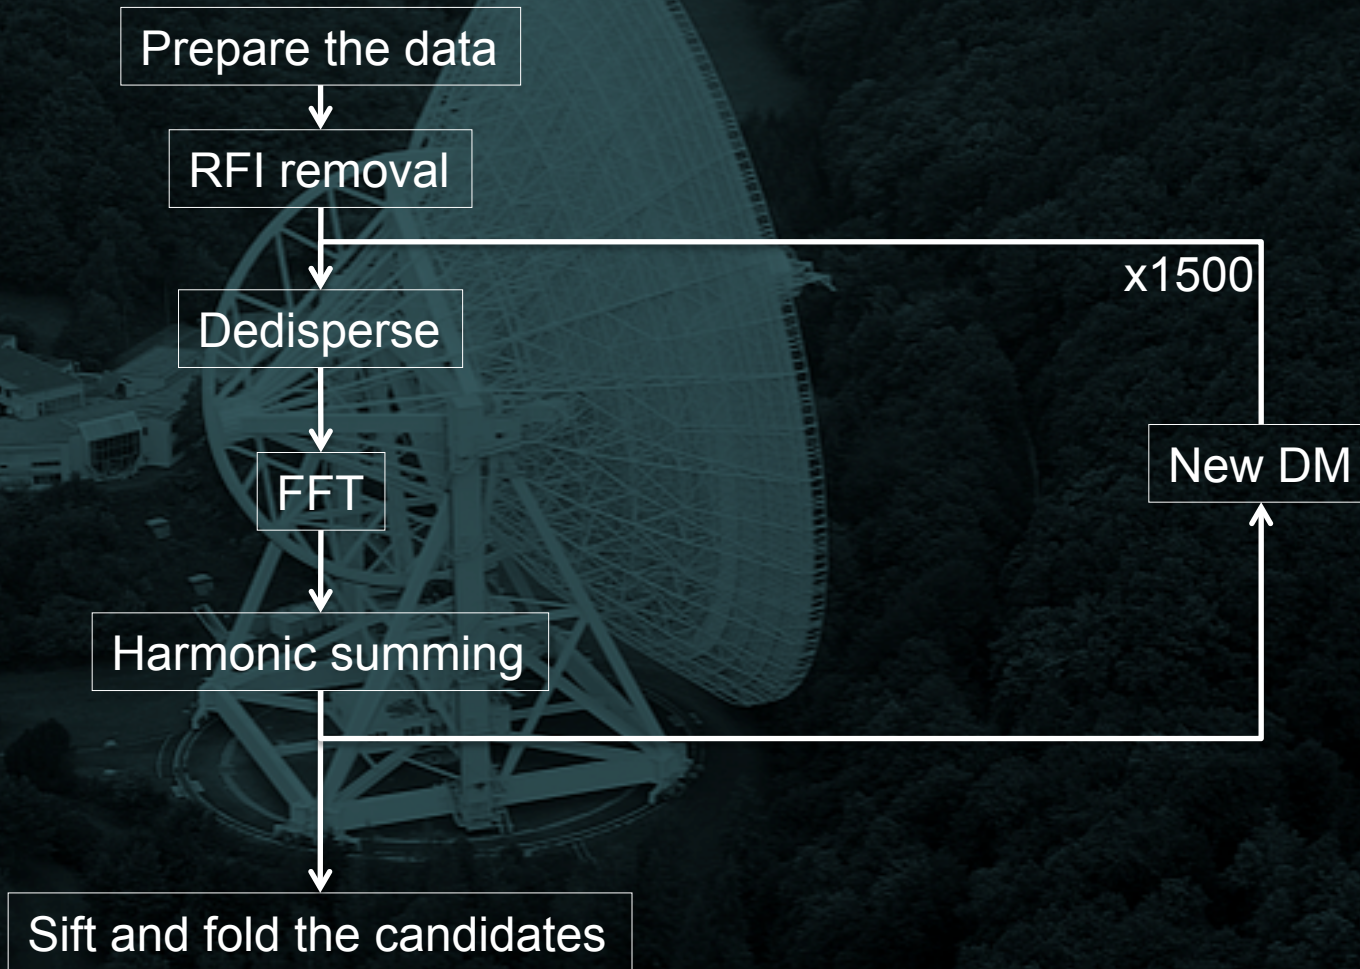 Prepare the data
RFI removal
x1500
Dedisperse
New DM
FFT
Harmonic summing
Sift and fold the candidates